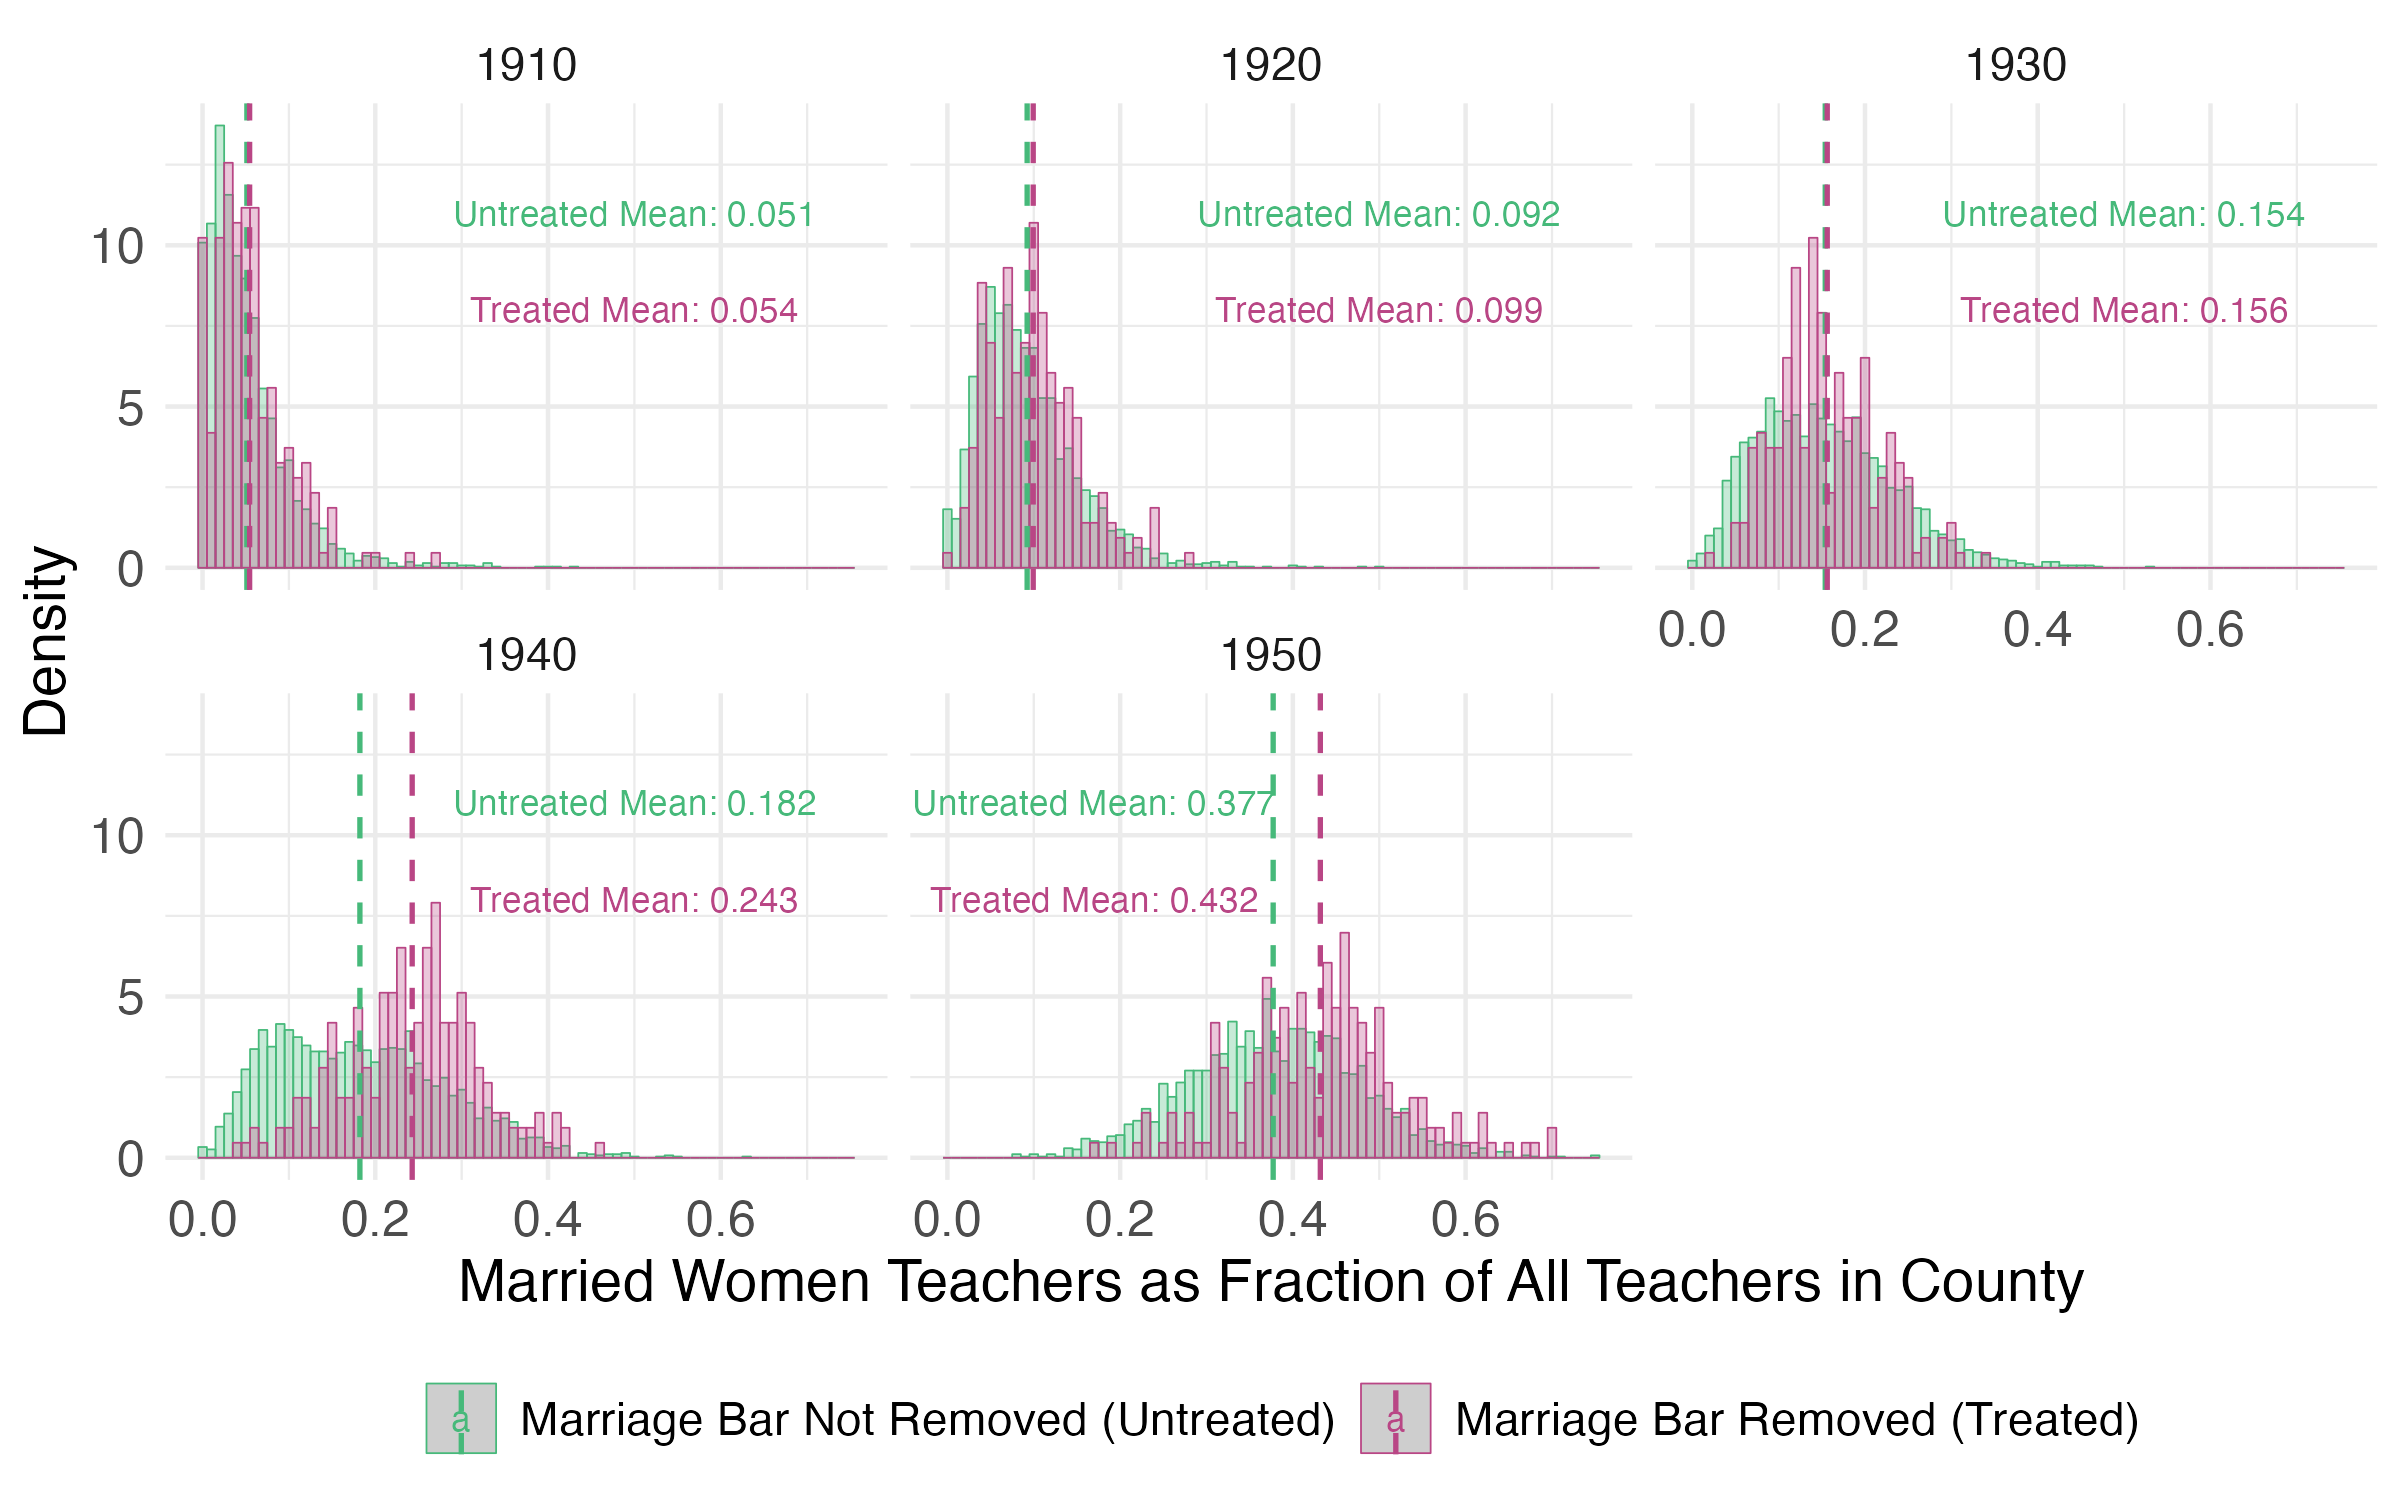 1910
1920
1930
Untreated Mean: 0.051
Treated Mean: 0.054
Untreated Mean: 0.092
Treated Mean: 0.099
Untreated Mean: 0.154
Treated Mean: 0.156
10
5
0
0.0 0.2 0.4 0.6
Density
1940
1950
Untreated Mean: 0.182
Treated Mean: 0.243
Untreated Mean: 0.377
Treated Mean: 0.432
10
5
0
0.0 0.2 0.4 0.6
0.0 0.2 0.4 0.6
Married Women Teachers as Fraction of All Teachers in County
a Marriage Bar Not Removed (Untreated)
a Marriage Bar Removed (Treated)